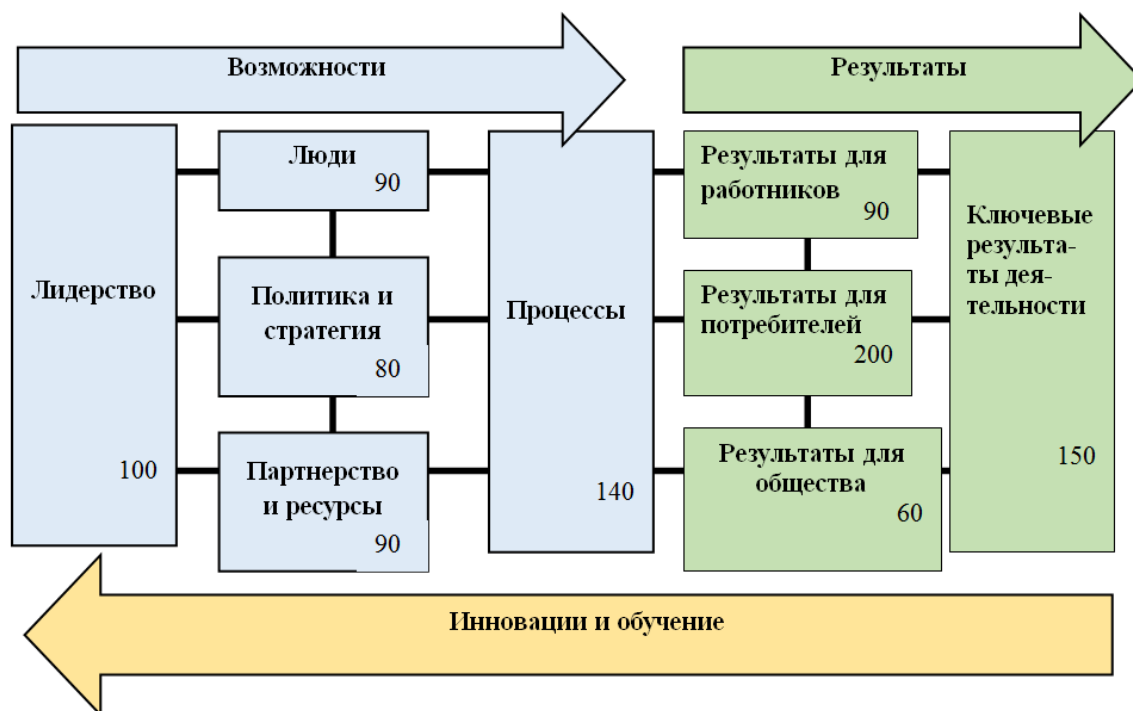 Возможности
Результаты
Лидерство
100
Люди
90
Политика и
стратегия
80
Партнерство
и ресурсы
90
Процессы
140
Результаты для
работников
90
Результаты для
потребителей
200
Результаты для
общества
60
Ключевые
результа-
ты дея-
тельности
150
Инновации и обучение